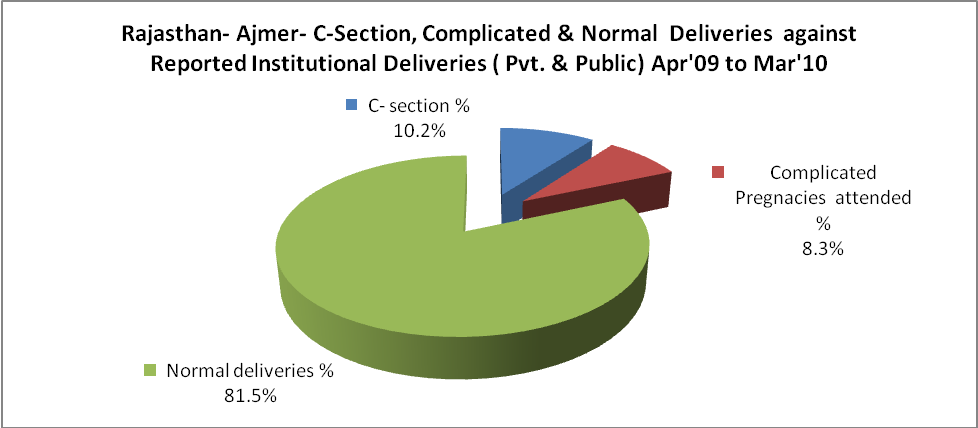 Rajasthan- Ajmer- C-Section, Complicated & Normal Deliveries against
Reported Institutional Deliveries ( Pvt. & Public) Apr'09 to Mar'10
C- section %
10.2%
Complicated
Pregnacies attended
%
8.3%
Normal deliveries %
81.5%